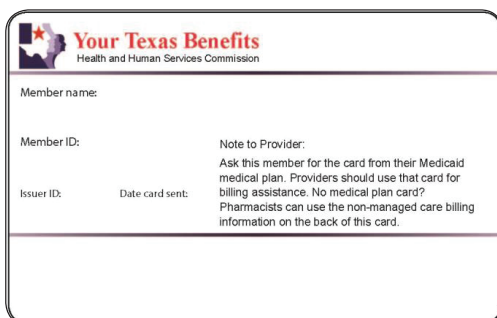 Your Texas Benefits
Health and Human Services Commission
Member name:
Member ID:
Note to Provider:
Ask this member for the card from their Medicaid
medical plan. Providers should use that card for
billing assistance. No medical plan card?
Pharmacists can use the non-managed care billing
information on the back of this card.
Issuer ID:
Date card sent: